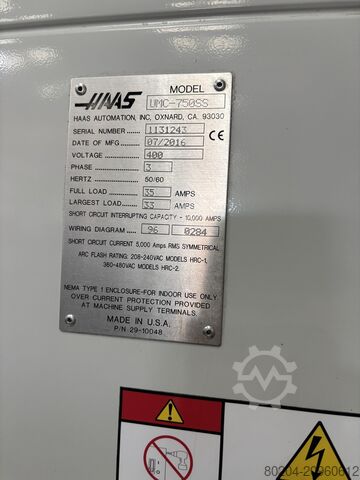 HAAS
MODEL
UMC-750SS
HAAS AUTOMATION, INC, OXNARD, CA. 93030
SERIAL NUMBER 1131243
DATE OF MFG 07/2016 CE
VOLTAGE 400
PHASE 3
HERTZ 50/60
FULL LOAD 35 AMPS
LARGEST LOAD 33 AMPS
SHORT CIRCUIT INTERRUPTING CAPACITY - 10,000 AMPS
WIRING DIAGRAM 96 0284
SHORT CIRCUIT CURRENT 5,000 Amps RMS SYMMETRICAL
ARC FLASH RATING: 208-240VAC MODELS HRC-1,
360-480VAC MODELS HRC-2.
NEMA TYPE 1 ENCLOSURE-FOR INDOOR USE ONLY
OVER CURRENT PROTECTION PROVIDED
AT MACHINE SUPPLY TERMINALS.
MADE IN U.S.A.
P/N 29-10048
80204-20960612